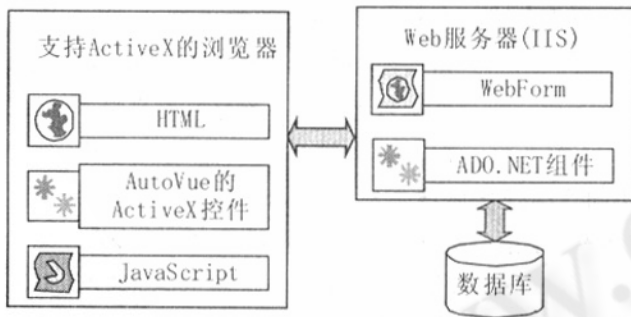 支持ActiveX的浏览器
HTML
AutoVue的
ActiveX控件
JavaScript
Web服务器(IIS)
WebForm
ADO.NET组件
数据库